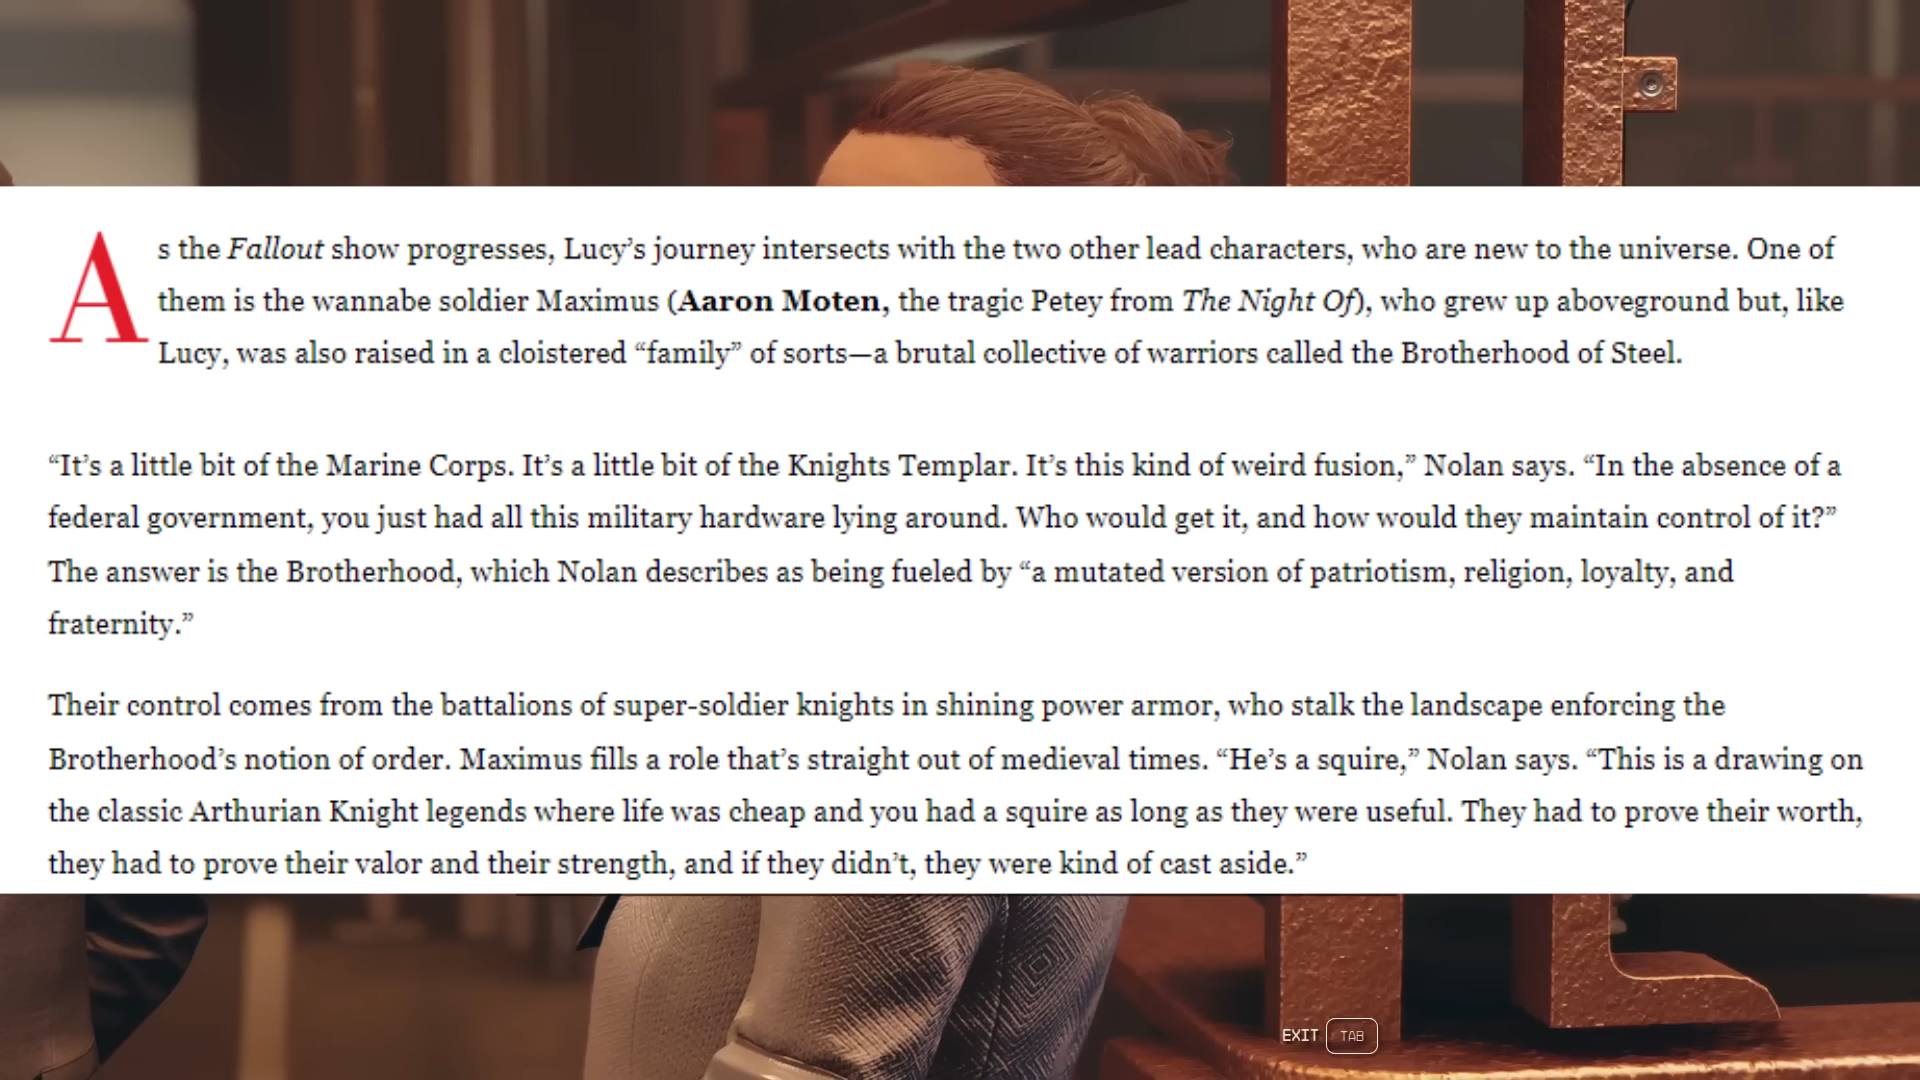 As the Fallout show progresses, Lucy’s journey intersects with the two other lead characters, who are new to the universe. One of
them is the wannabe soldier Maximus (Aaron Moten, the tragic Petey from The Night Of), who grew up aboveground but, like
Lucy, was also raised in a cloistered “family” of sorts—a brutal collective of warriors called the Brotherhood of Steel.
“It’s a little bit of the Marine Corps. It’s a little bit of the Knights Templar. It’s this kind of weird fusion,” Nolan says. “In the absence of a
federal government, you just had all this military hardware lying around. Who would get it, and how would they maintain control of it?”
The answer is the Brotherhood, which Nolan describes as being fueled by “a mutated version of patriotism, religion, loyalty, and
fraternity.”
Their control comes from the battalions of super-soldier knights in shining power armor, who stalk the landscape enforcing the
Brotherhood’s notion of order. Maximus fills a role that’s straight out of medieval times. “He’s a squire,” Nolan says. “This is a drawing on
the classic Arthurian Knight legends where life was cheap and you had a squire as long as they were useful. They had to prove their worth,
they had to prove their valor and their strength, and if they didn’t, they were kind of cast aside.”
EXIT TAB